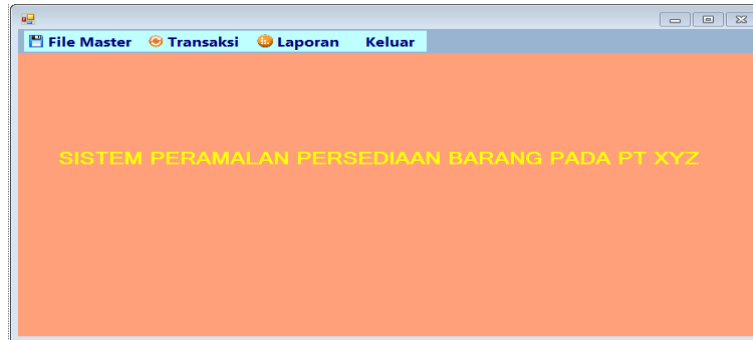 File Master Transaksi Laporan Keluar
SISTEM PERAMALAN PERSEDIAAN BARANG PADA PT XYZ